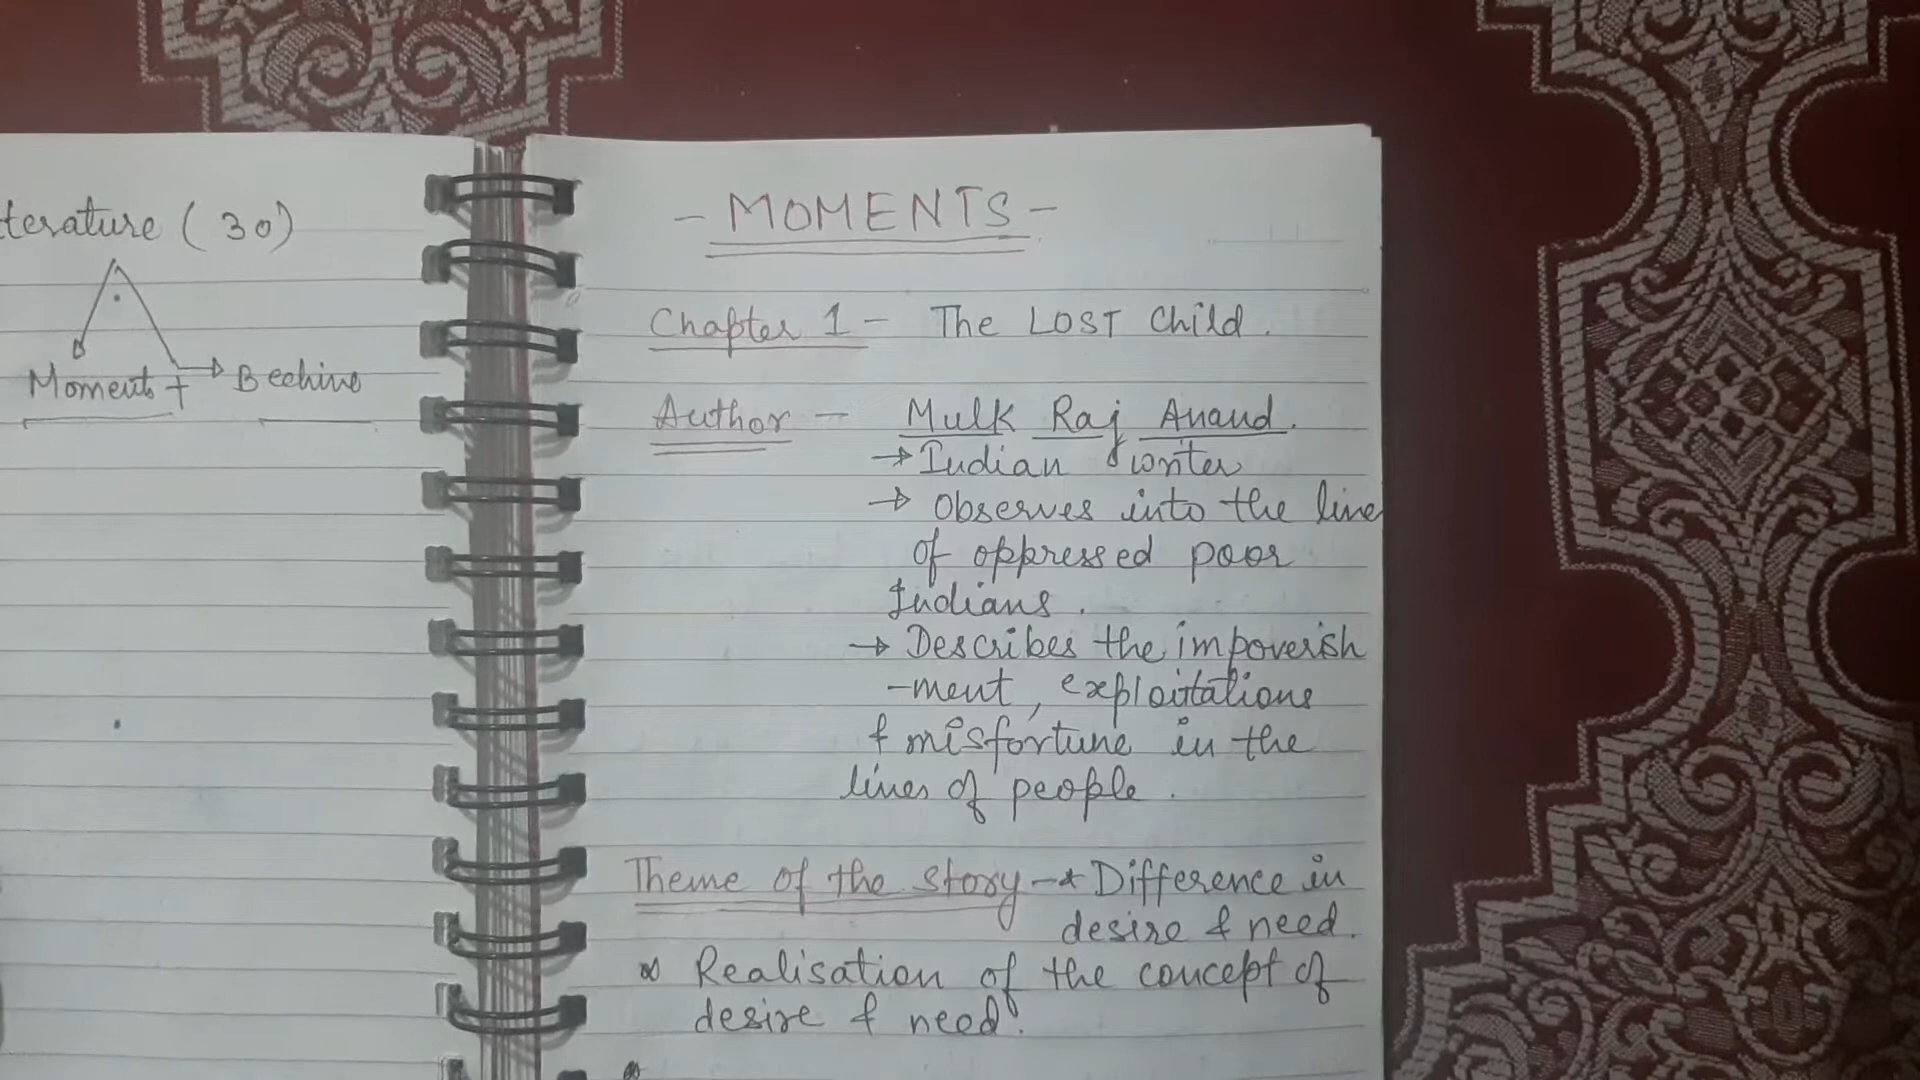 terature (30)
Moments + Beehive
- MOMENTS -
Chapter 1 - The LOST Child.
Author - Mulk Raj Anand.
→ Indian writer
→ Observes into the line
of oppressed poor
Indians.
→ Describes the impoverish
-ment, exploitations
& misfortune in the
lines of people.
Theme of the story -* Difference in
desire & need.
* Realisation of the concept of
desire & need.